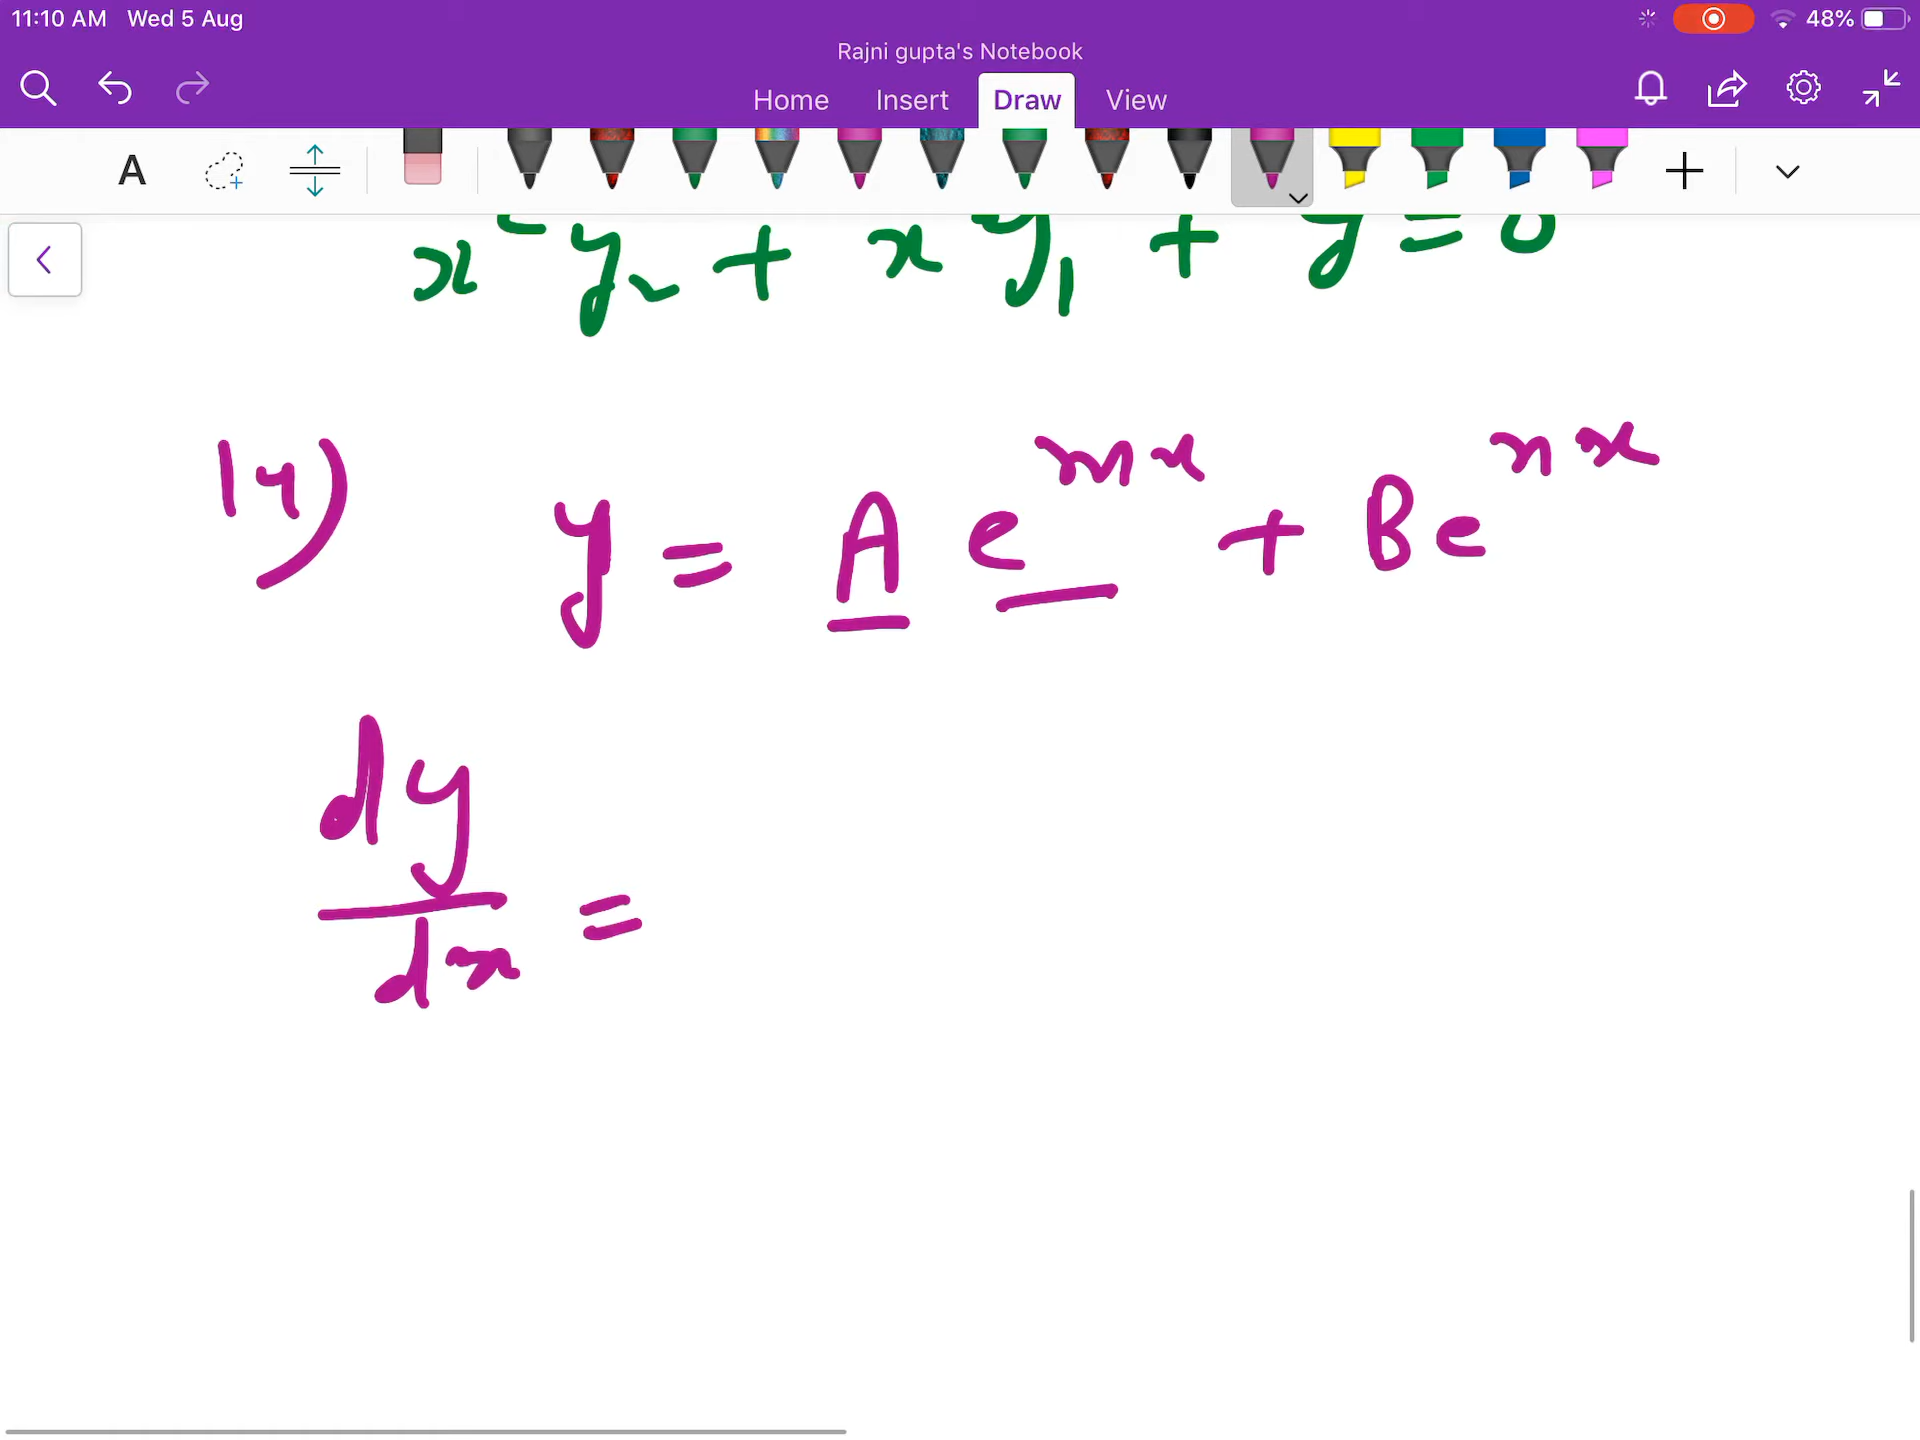 11:10 AM Wed 5 Aug
48%
Rajni gupta's Notebook
Home Insert Draw View
A
x²y₂ + xy₁ + y = 0
14) y = A e^{mx} + Be^{nx}
dy/dx =